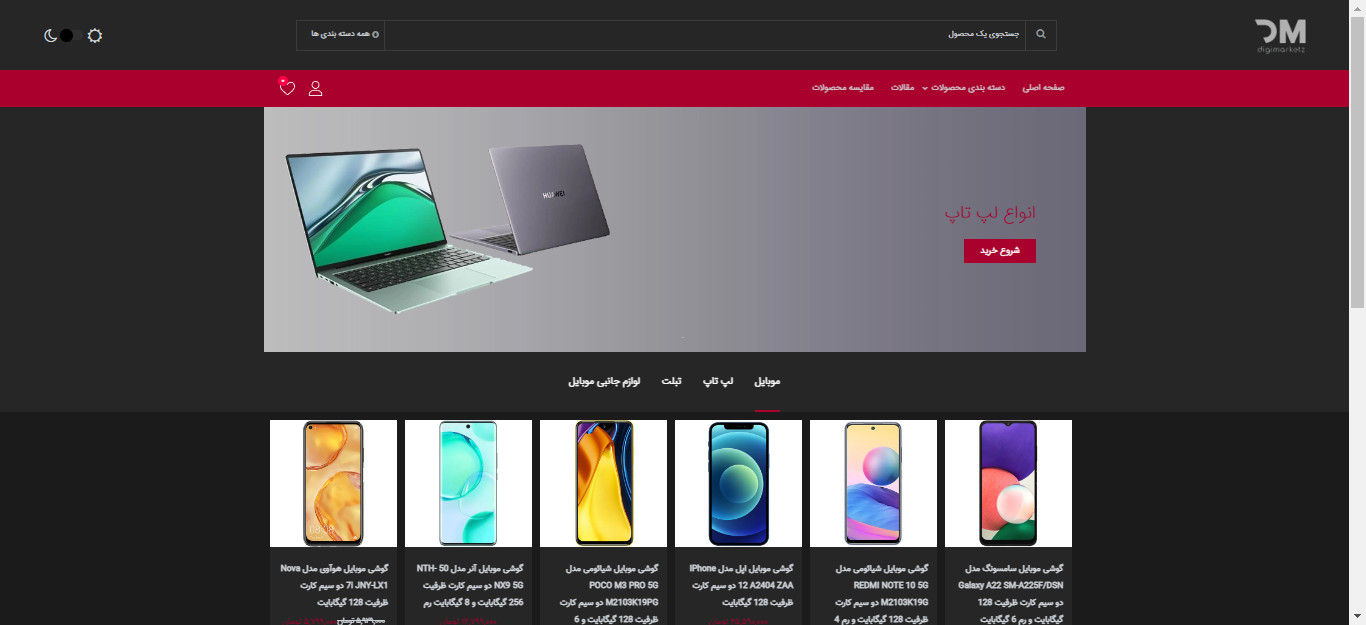 DM
digimarketz
جستجوی یک محصول
همه دسته بندی ها
صفحه اصلی
دسته بندی محصولات
مقالات
مقایسه محصولات
HUAWEI
انواع لپ تاپ
شروع خرید
موبایل
لپ تاپ
تبلت
لوازم جانبی موبایل
گوشی موبایل سامسونگ مدل
Galaxy A22 SM-A225F/DSN
دو سیم کارت ظرفیت 128
گیگابایت و رم 6 گیگابایت
گوشی موبایل شیائومی مدل
REDMI NOTE 10 5G
M2103K19G دو سیم کارت
ظرفیت 128 گیگابایت و رم 4
گوشی موبایل اپل مدل IPhone
12 A2404 ZAA دو سیم کارت
ظرفیت 128 گیگابایت
گوشی موبایل شیائومی مدل
POCO M3 PRO 5G
M2103K19PG دو سیم کارت
ظرفیت 128 گیگابایت و 6
گوشی موبایل آنر مدل 50 NTH-
NX9 5G دو سیم کارت ظرفیت
256 گیگابایت و 8 گیگابایت رم
گوشی موبایل هوآوی مدل Nova
7i JNY-LX1 دو سیم کارت
ظرفیت 128 گیگابایت